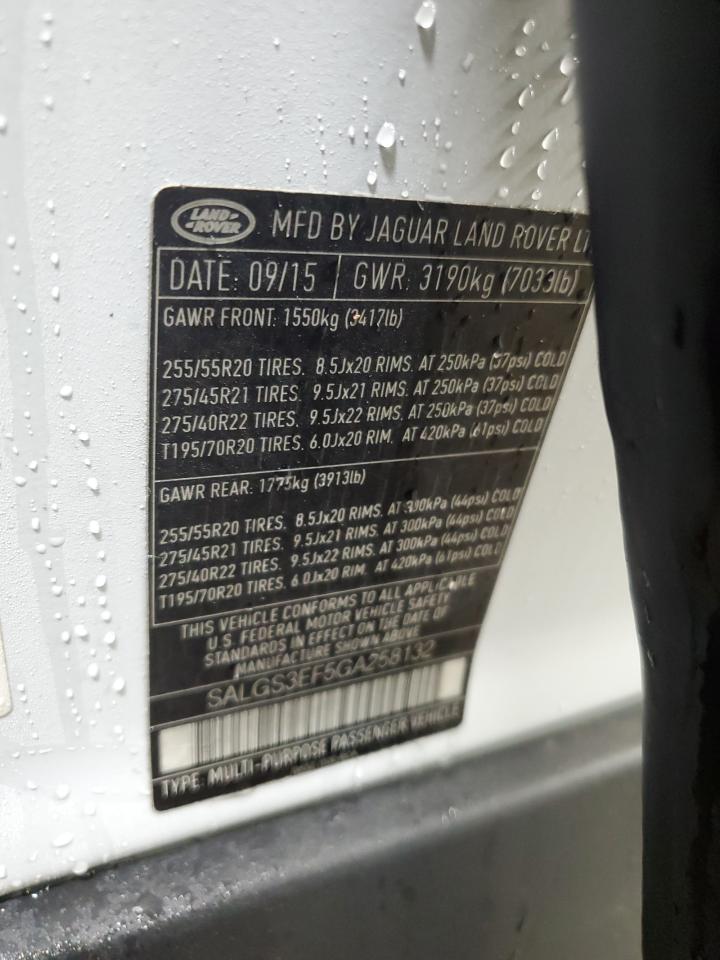 LAND ROVER
MFD BY JAGUAR LAND ROVER
DATE: 09/15 GWR: 3190kg (7033lb)
GAWR FRONT: 1550kg (3417lb)
255/55R20 TIRES. 8.5Jx20 RIMS. AT 250kPa (37psi) COLD
275/45R21 TIRES. 9.5Jx21 RIMS. AT 250kPa (37psi) COLD
275/40R22 TIRES. 9.5Jx22 RIMS. AT 250kPa (37psi) COLD
T195/70R20 TIRES. 6.0Jx20 RIM. AT 420kPa (61psi) COLD
GAWR REAR: 1775kg (3913lb)
255/55R20 TIRES. 8.5Jx20 RIMS. AT 300kPa (44psi) COLD
275/45R21 TIRES. 9.5Jx21 RIMS. AT 300kPa (44psi) COLD
275/40R22 TIRES. 9.5Jx22 RIMS. AT 300kPa (44psi) COLD
T195/70R20 TIRES. 6.0Jx20 RIM. AT 420kPa (61psi) COLD
THIS VEHICLE CONFORMS TO ALL APPLICABLE
U.S. FEDERAL MOTOR VEHICLE SAFETY
STANDARDS IN EFFECT ON THE DATE OF
MANUFACTURE SHOWN ABOVE
SALGS3EF5GA258132
TYPE: MULTI-PURPOSE PASSENGER VEHICLE